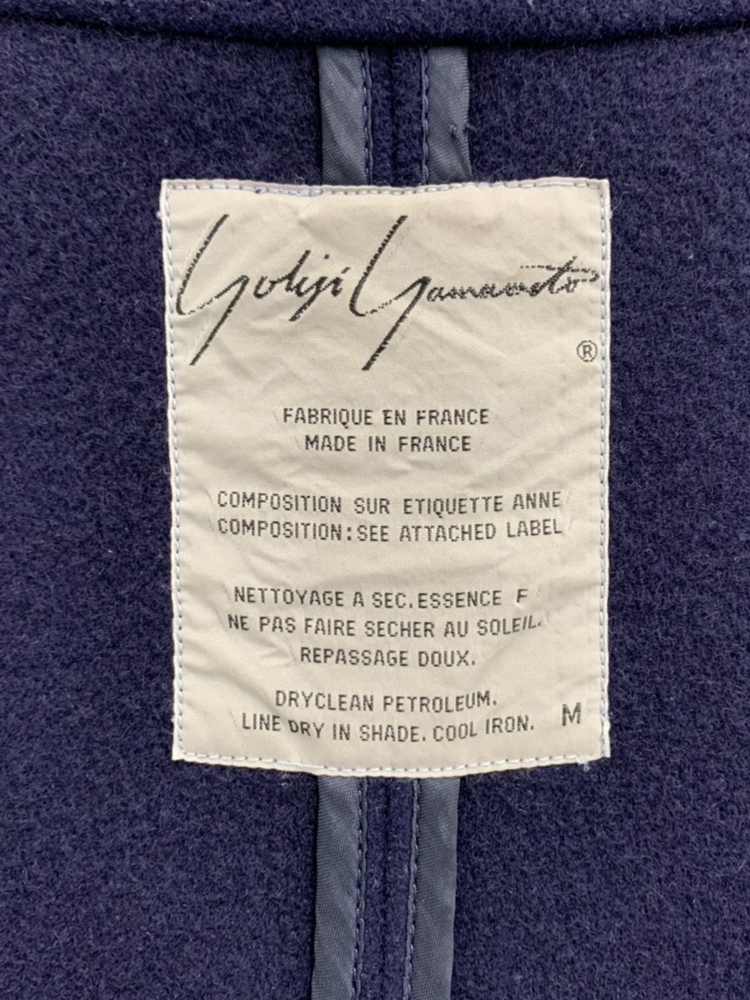 Yohji Yamamoto
®
FABRIQUE EN FRANCE
MADE IN FRANCE
COMPOSITION SUR ETIQUETTE ANNE
COMPOSITION:SEE ATTACHED LABEL
NETTOYAGE A SEC.ESSENCE F
NE PAS FAIRE SECHER AU SOLEIL.
REPASSAGE DOUX.
DRYCLEAN PETROLEUM.
LINE DRY IN SHADE. COOL IRON. M